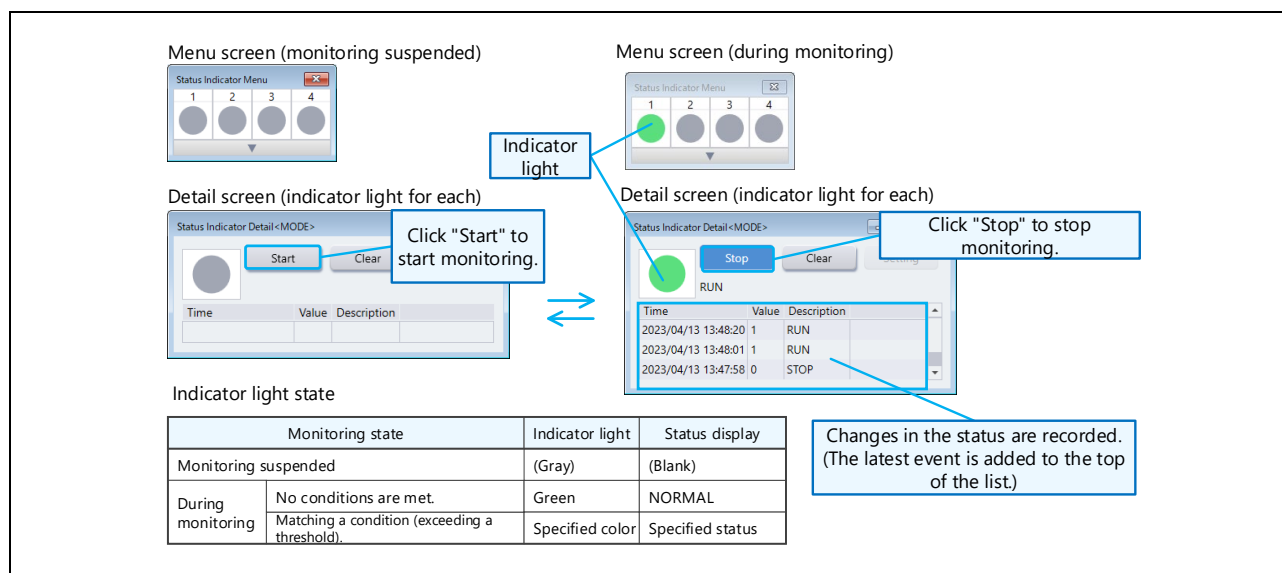 Menu screen (monitoring suspended)
Status Indicator Menu
1 2 3 4
▼
Menu screen (during monitoring)
Status Indicator Menu
1 2 3 4
▼
Indicator
light
Detail screen (indicator light for each)
Status Indicator Detail<MODE>
Start Clear
Click "Start" to
start monitoring.
Time Value Description
Detail screen (indicator light for each)
Status Indicator Detail<MODE>
Stop Clear
Click "Stop" to stop
monitoring.
RUN
Time Value Description
2023/04/13 13:48:20 1 RUN
2023/04/13 13:48:01 1 RUN
2023/04/13 13:47:58 0 STOP
Changes in the status are recorded.
(The latest event is added to the top
of the list.)
Indicator light state
Monitoring state Indicator light Status display
Monitoring suspended (Gray) (Blank)
During
monitoring
No conditions are met. Green NORMAL
Matching a condition (exceeding a
threshold). Specified color Specified status